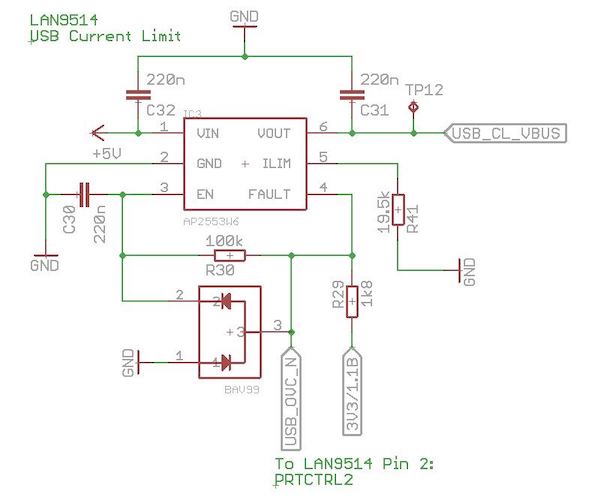 LAN9514
USB Current Limit
GND
220n
C32
220n
C31
TP12
IC3
+5V
1
VIN
VOUT
6
USB_CL_VBUS
2
GND
ILIM
5
3
EN
FAULT
4
AP2553W6
C30
220n
GND
19.5k
R41
GND
100k
R30
R29
1k8
2
2
3
3
GND
1
1
BAV99
USB_OVC_N
3V3/1.1B
To LAN9514 Pin 2:
PRTCTRL2